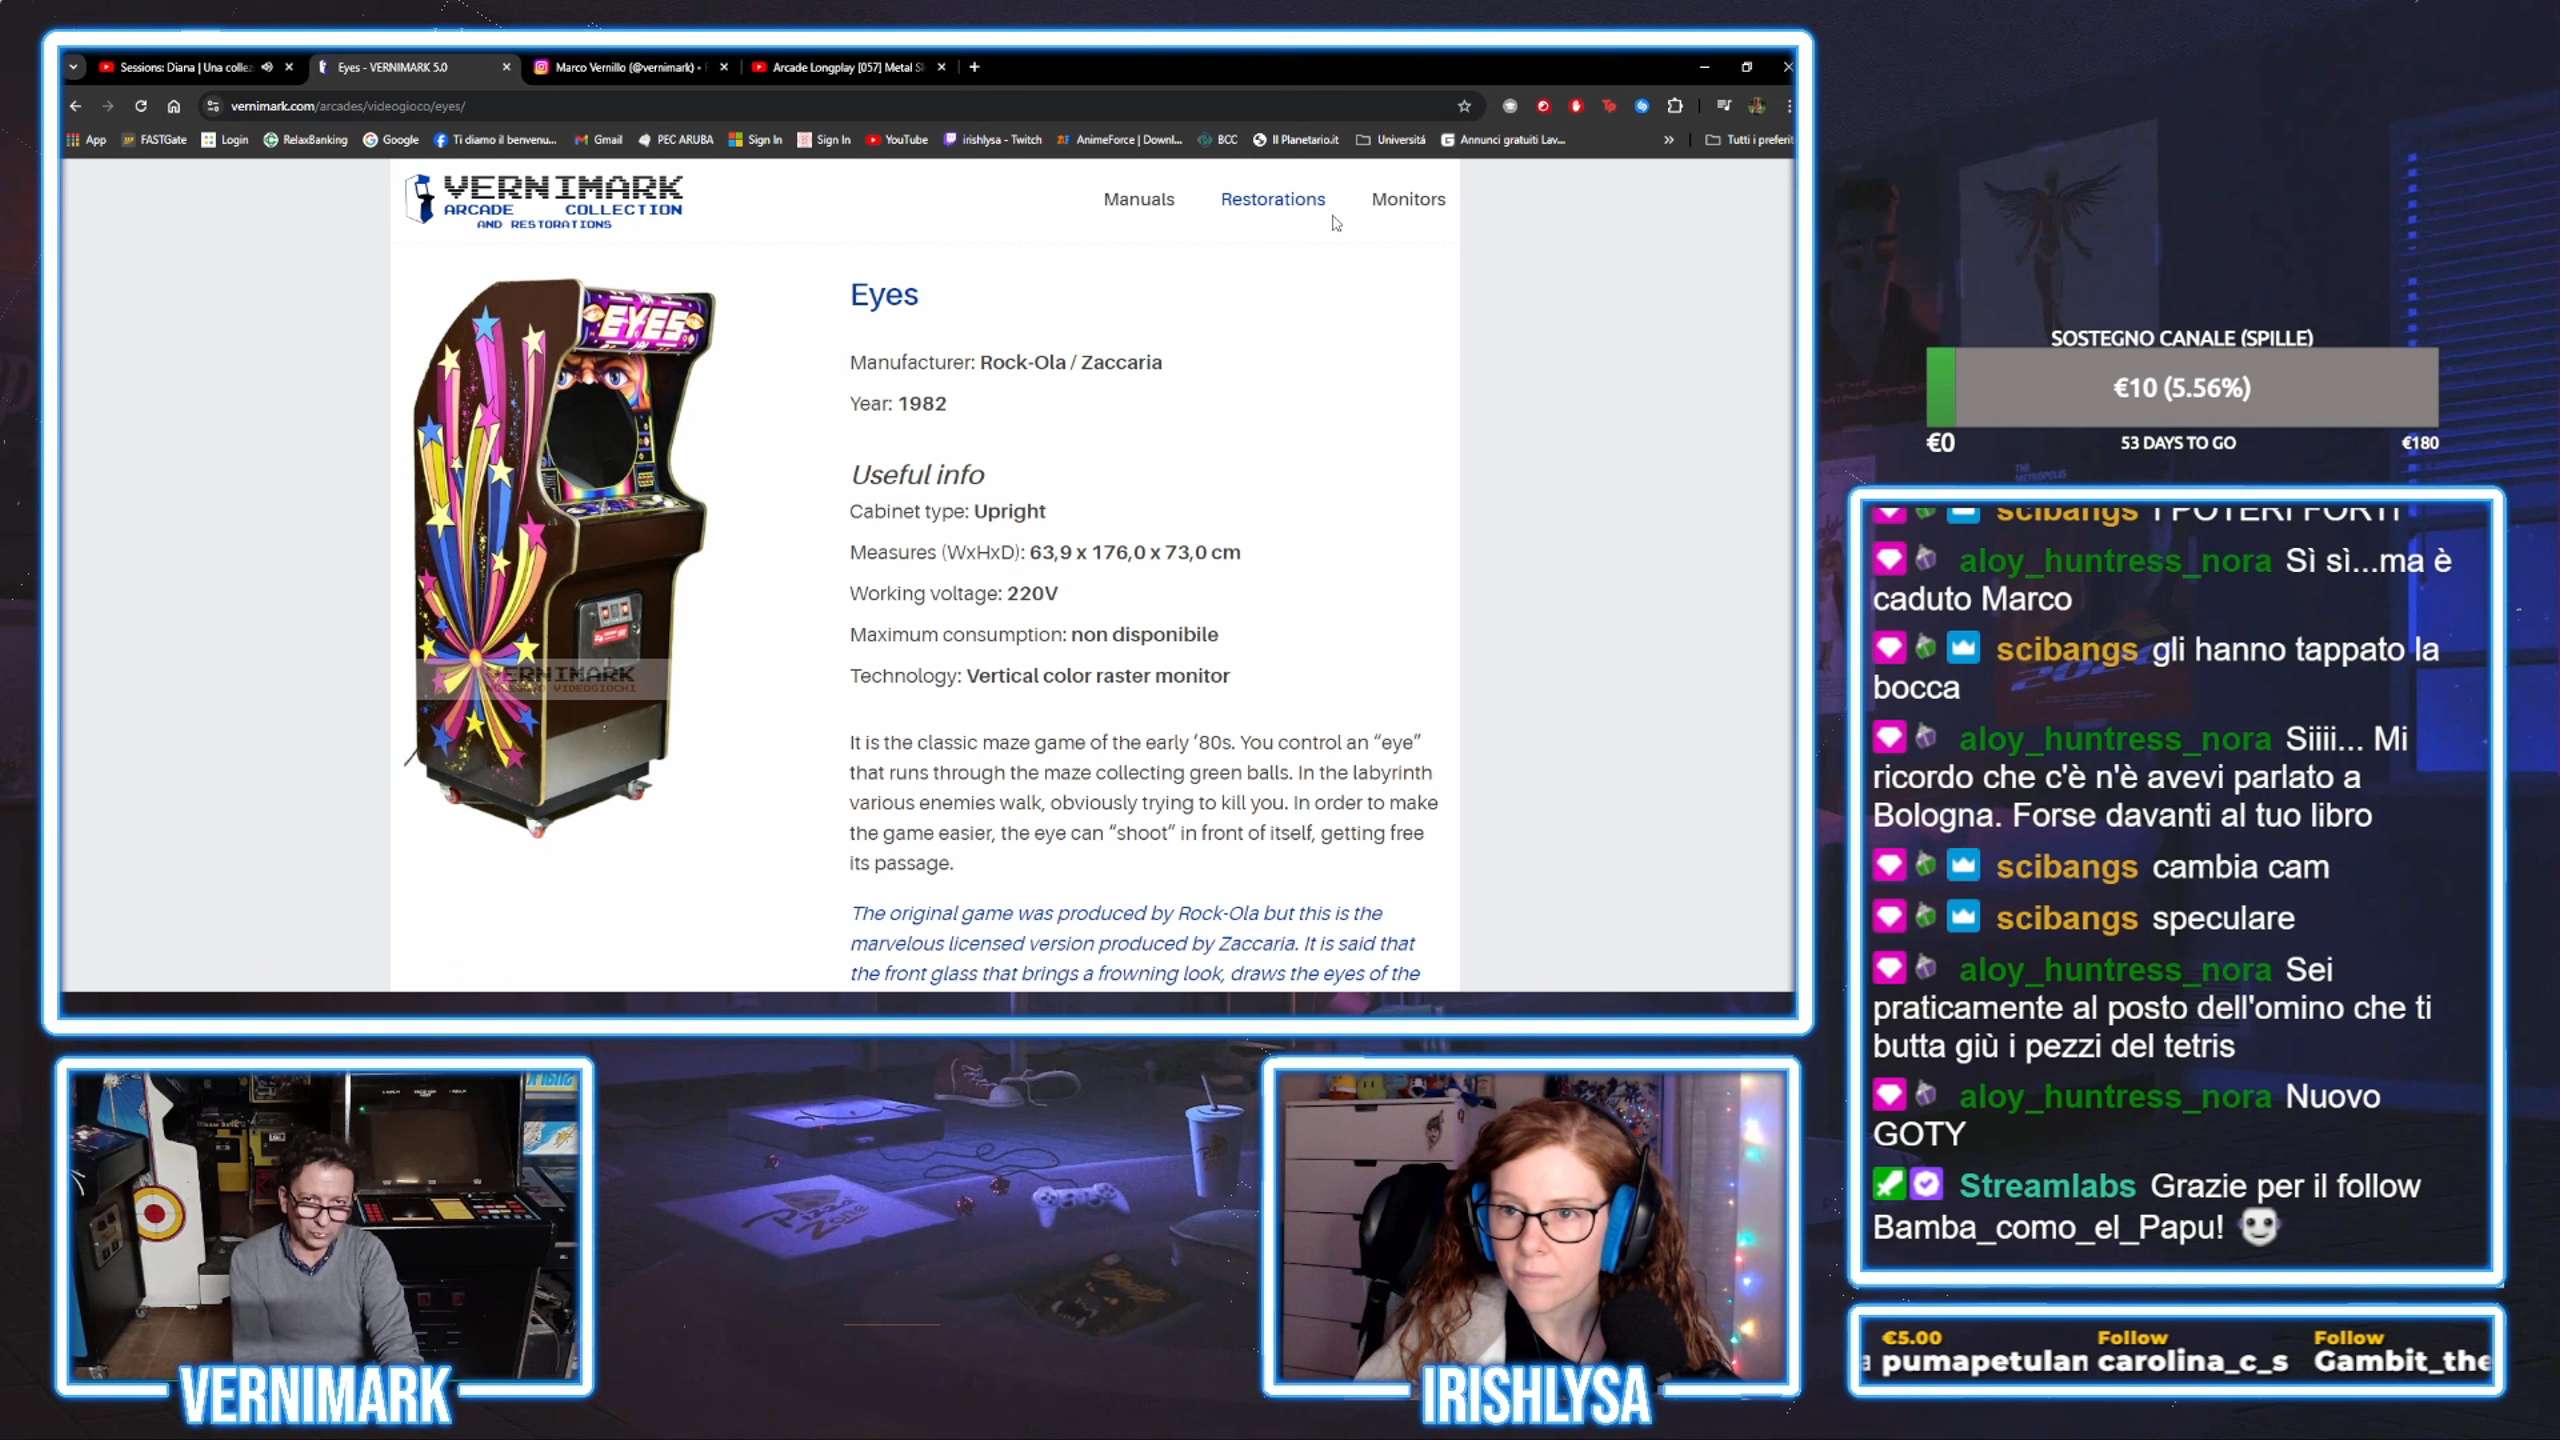 Sessions: Diana | Una collez
Eyes - VERNIMARK 5.0
Marco Vernillo (@vernimark) •
Arcade Longplay [057] Metal Sl
vernimark.com/arcades/videogioco/eyes/
App
FASTGate
Login
RelaxBanking
Google
Ti diamo il benvenu...
Gmail
PEC ARUBA
Sign In
Sign In
YouTube
irishlysa - Twitch
AnimeForce | Downl...
BCC
Il Planetario.it
Universitá
Annunci gratuiti Lav...
»
Tutti i preferit
VERNIMARK
ARCADE COLLECTION
AND RESTORATIONS
Manuals
Restorations
Monitors
EYES
VERNIMARK
Eyes
Manufacturer: Rock-Ola / Zaccaria
Year: 1982
Useful info
Cabinet type: Upright
Measures (WxHxD): 63,9 x 176,0 x 73,0 cm
Working voltage: 220V
Maximum consumption: non disponibile
Technology: Vertical color raster monitor
It is the classic maze game of the early ‘80s. You control an “eye”
that runs through the maze collecting green balls. In the labyrinth
various enemies walk, obviously trying to kill you. In order to make
the game easier, the eye can “shoot” in front of itself, getting free
its passage.
The original game was produced by Rock-Ola but this is the
marvelous licensed version produced by Zaccaria. It is said that
the front glass that brings a frowning look, draws the eyes of the
SOSTEGNO CANALE (SPILLE)
€10 (5.56%)
€0
53 DAYS TO GO
€180
scibangs I POTERI FORTI
aloy_huntress_nora Sì sì...ma è
caduto Marco
scibangs gli hanno tappato la
bocca
aloy_huntress_nora Siiii... Mi
ricordo che c'è n'è avevi parlato a
Bologna. Forse davanti al tuo libro
scibangs cambia cam
scibangs speculare
aloy_huntress_nora Sei
praticamente al posto dell'omino che ti
butta giù i pezzi del tetris
aloy_huntress_nora Nuovo
GOTY
Streamlabs Grazie per il follow
Bamba_como_el_Papu!
€5.00
pumapetulan
Follow
carolina_c_s
Follow
Gambit_the
Pizza
Zone
VERNIMARK
IRISHLYSA